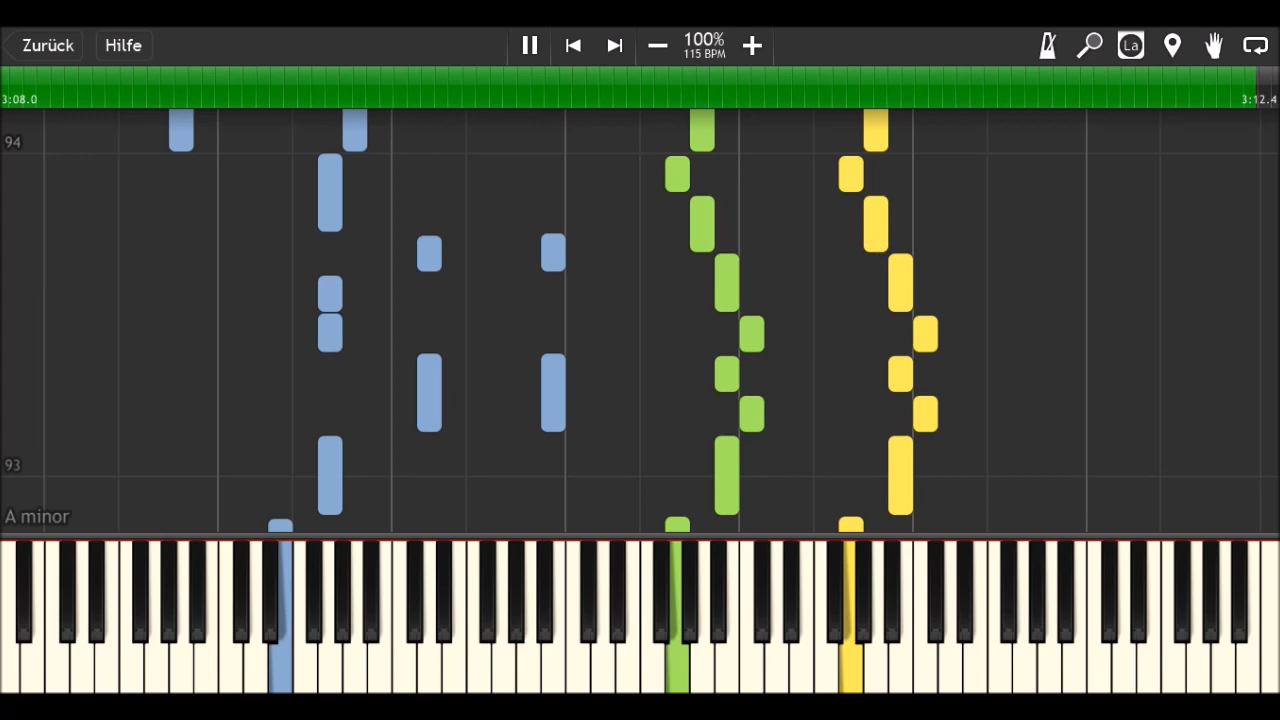 Zurück
Hilfe
100%
115 BPM
La
3:08.0
3:12.4
94
93
A minor